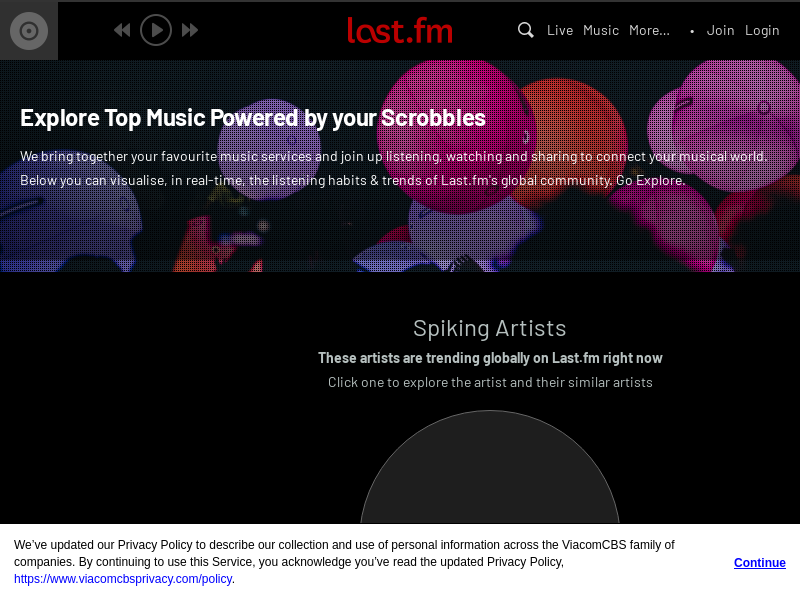 last.fm
Live Music More... • Join Login
Explore Top Music Powered by your Scrobbles
We bring together your favourite music services and join up listening, watching and sharing to connect your musical world.
Below you can visualise, in real-time, the listening habits & trends of Last.fm's global community. Go Explore.
Spiking Artists
These artists are trending globally on Last.fm right now
Click one to explore the artist and their similar artists
We’ve updated our Privacy Policy to describe our collection and use of personal information across the ViacomCBS family of
companies. By continuing to use this Service, you acknowledge you’ve read the updated Privacy Policy,
https://www.viacomcbsprivacy.com/policy.
Continue